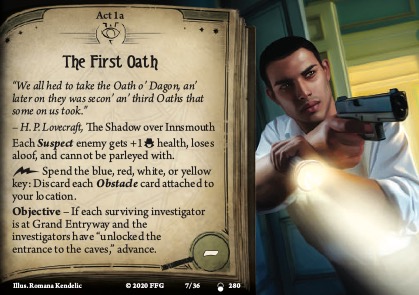 Act 1a
The First Oath
“We all hed to take the Oath o’ Dagon, an’
later on they was secon’ an’ third Oaths that
some on us took.”
– H. P. Lovecraft, The Shadow over Innsmouth
Each Suspect enemy gets +1 health, loses
aloof, and cannot be parleyed with.
Spend the blue, red, white, or yellow
key: Discard each Obstacle card attached to
your location.
Objective – If each surviving investigator
is at Grand Entryway and the
investigators have “unlocked the
entrance to the caves,” advance.
–
Illus. Romana Kendelic © 2020 FFG 7/36 280